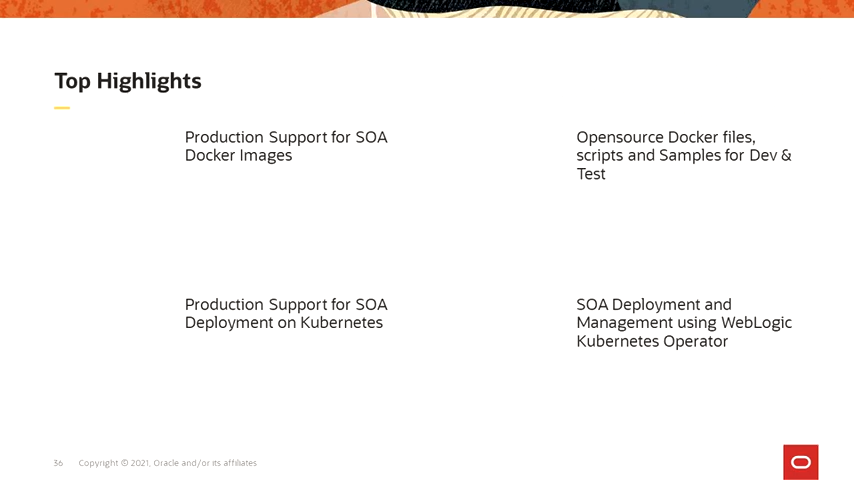 Top Highlights
Production Support for SOA
Docker Images
Opensource Docker files,
scripts and Samples for Dev &
Test
Production Support for SOA
Deployment on Kubernetes
SOA Deployment and
Management using WebLogic
Kubernetes Operator
36 Copyright © 2021, Oracle and/or its affiliates